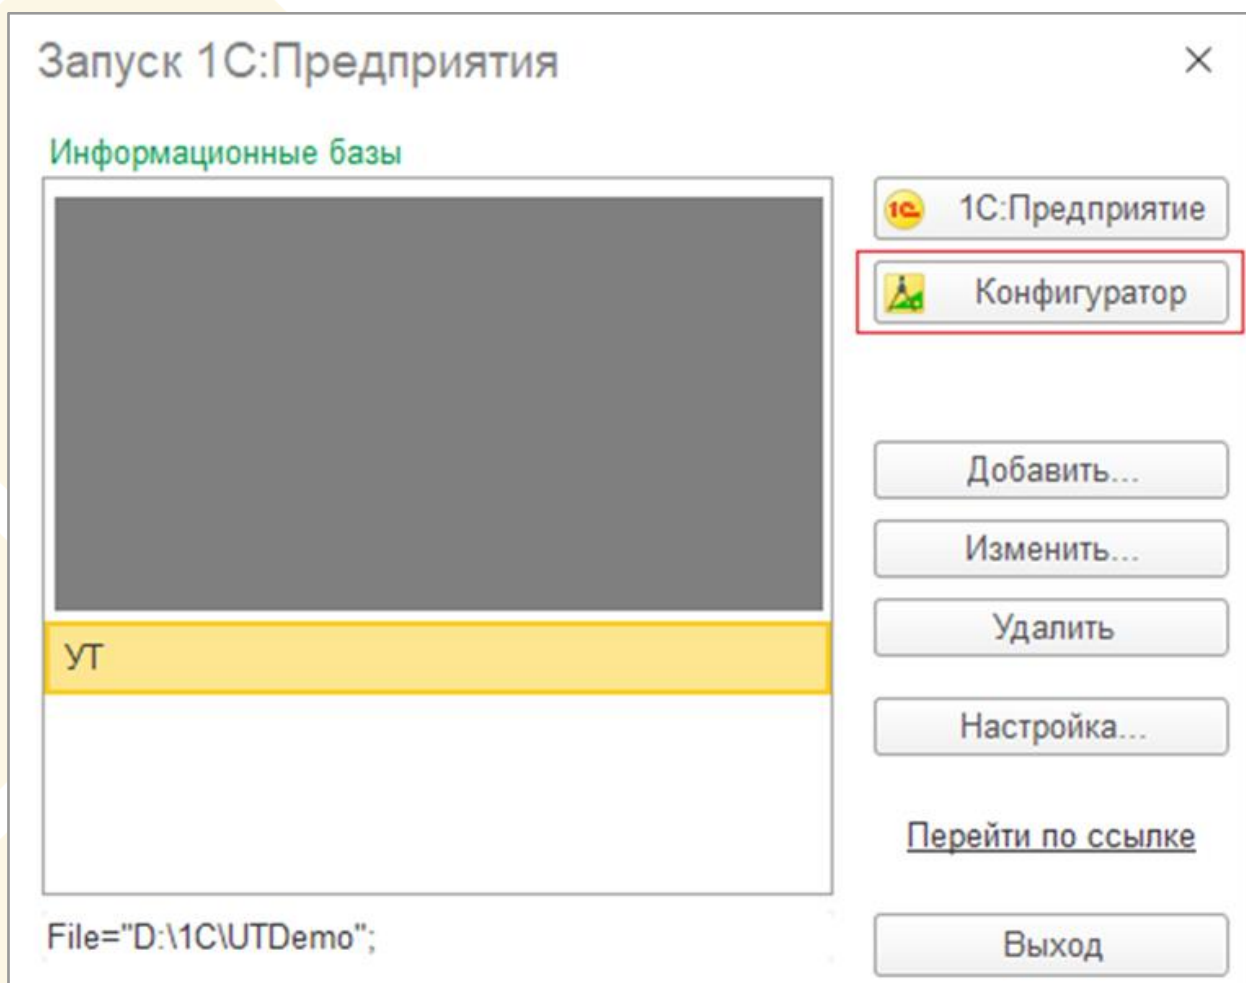 Запуск 1С:Предприятия
Информационные базы
1С:Предприятие
Конфигуратор
Добавить...
Изменить...
Удалить
УТ
Настройка...
Перейти по ссылке
File="D:\1C\UTDemo";
Выход